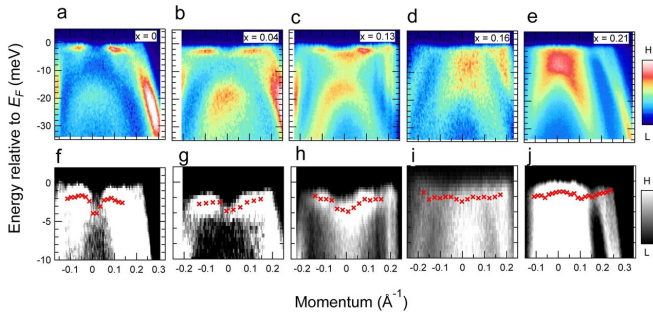 a b c d e
x = 0 x = 0.04 x = 0.13 x = 0.16 x = 0.21
H
L
0
-10
-20
-30
Energy relative to E_F (meV)
f g h i j
H
L
0
-5
-10
-0.1 0 0.1 0.2 0.3
-0.2 -0.1 0 0.1 0.2
-0.2 -0.1 0 0.1 0.2
-0.2 -0.1 0 0.1 0.2
-0.1 0 0.1 0.2 0.3
Momentum (Å⁻¹)